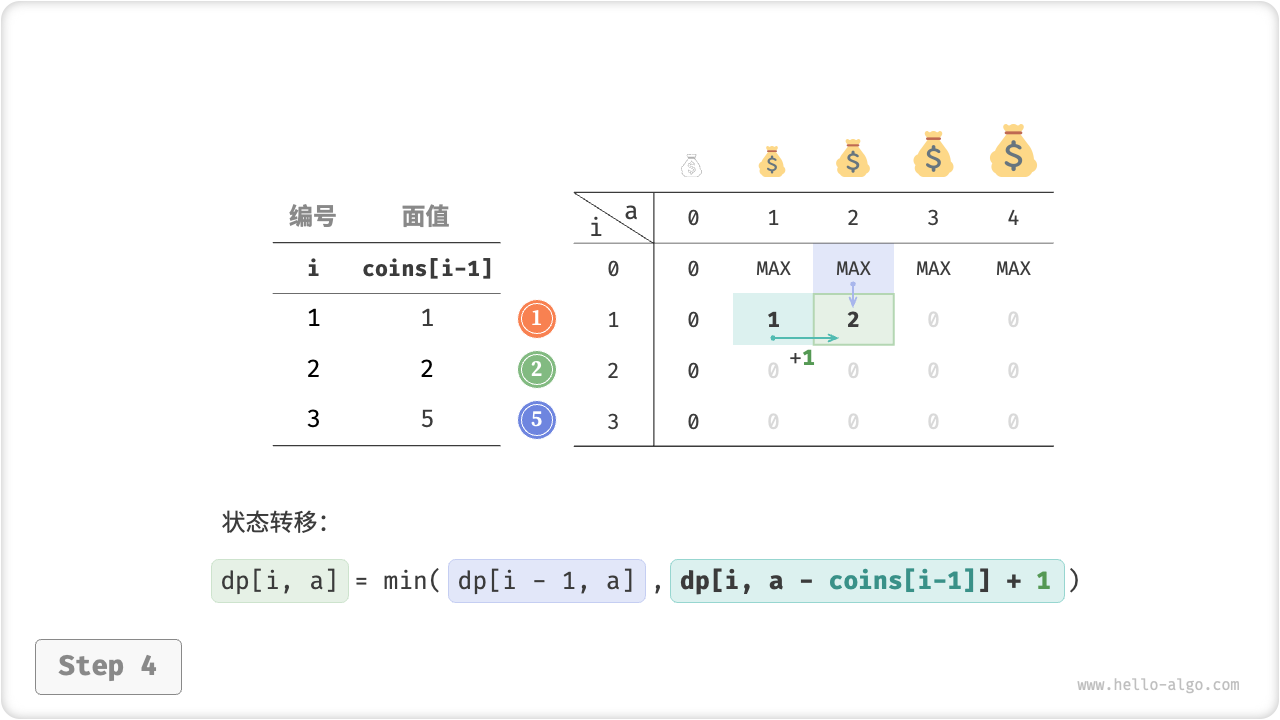 编号 面值
i coins[i-1]
1 1 1
2 2 2
3 5 5
$ $ $ $ $
i a 0 1 2 3 4
0 0 MAX MAX MAX MAX
1 0 1 2 0 0
+1
2 0 0 0 0 0
3 0 0 0 0 0
状态转移：
dp[i, a] = min( dp[i - 1, a] , dp[i, a - coins[i-1]] + 1 )
Step 4
www.hello-algo.com